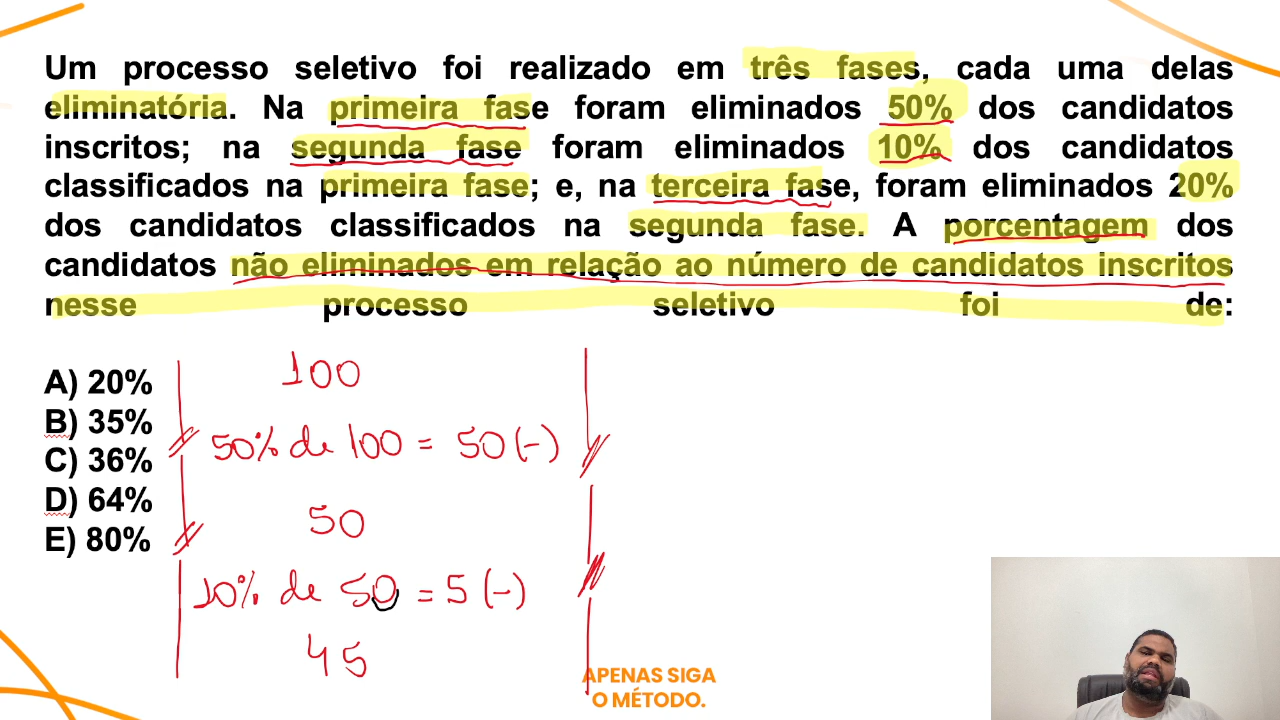 Um processo seletivo foi realizado em três fases, cada uma delas
eliminatória. Na primeira fase foram eliminados 50% dos candidatos
inscritos; na segunda fase foram eliminados 10% dos candidatos
classificados na primeira fase; e, na terceira fase, foram eliminados 20%
dos candidatos classificados na segunda fase. A porcentagem dos
candidatos não eliminados em relação ao número de candidatos inscritos
nesse processo seletivo foi de:
A) 20%
B) 35%
C) 36%
D) 64%
E) 80%
100
50% de 100 = 50 (-)
50
10% de 50 = 5 (-)
45
APENAS SIGA
O MÉTODO.